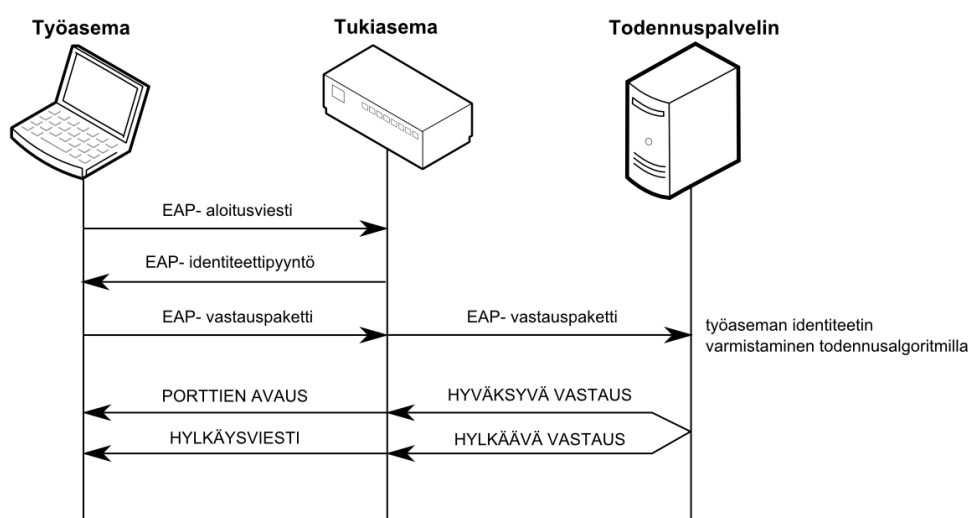 Työasema
Tukiasema
Todennuspalvelin
EAP- aloitusviesti
EAP- identiteettipyyntö
EAP- vastauspaketti
EAP- vastauspaketti
työaseman identiteetin
varmistaminen todennusalgoritmilla
PORTTIEN AVAUS
HYVÄKSYVÄ VASTAUS
HYLKÄYSVIESTI
HYLKÄÄVÄ VASTAUS